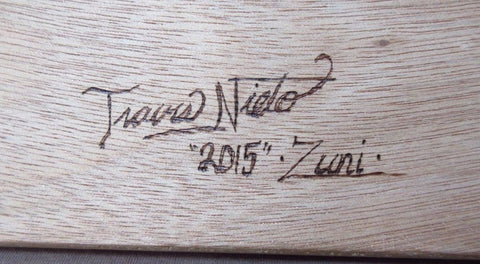 Travis Nieto
"2015" · Zuni ·